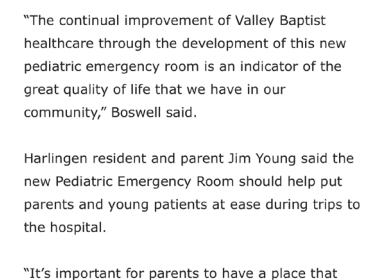 “The continual improvement of Valley Baptist
healthcare through the development of this new
pediatric emergency room is an indicator of the
great quality of life that we have in our
community,” Boswell said.
Harlingen resident and parent Jim Young said the
new Pediatric Emergency Room should help put
parents and young patients at ease during trips to
the hospital.
“It’s important for parents to have a place that